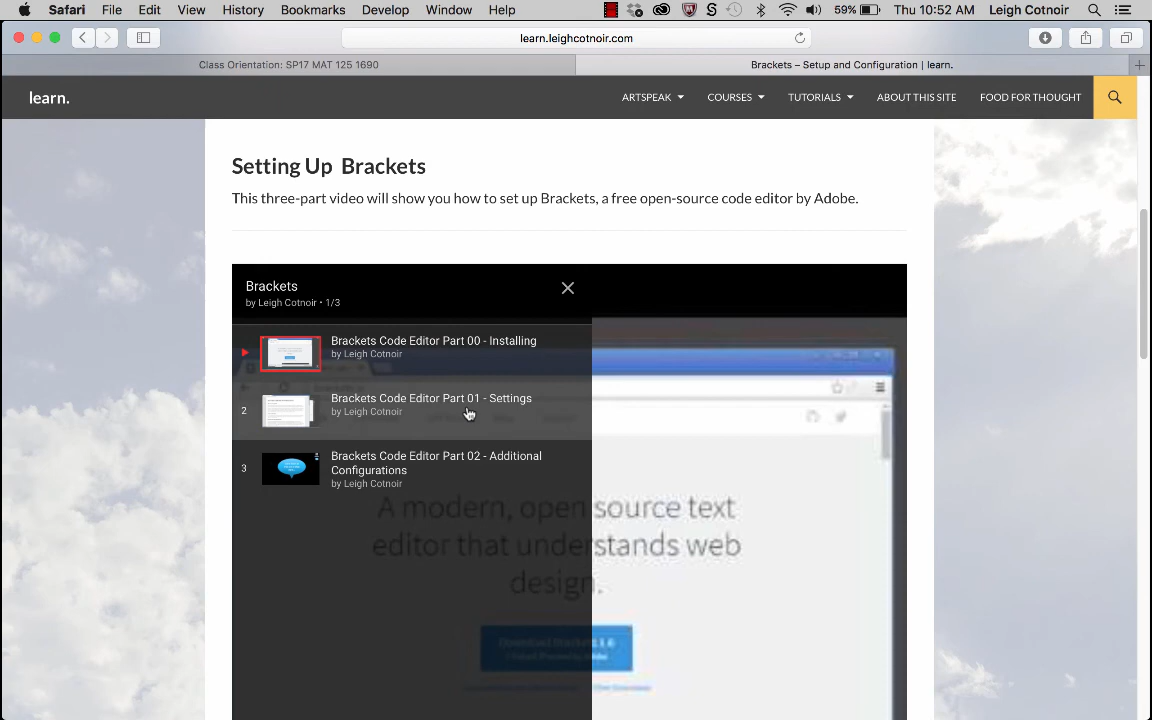 Safari File Edit View History Bookmarks Develop Window Help 59% Thu 10:52 AM Leigh Cotnoir
learn.leighcotnoir.com
Class Orientation: SP17 MAT 125 1690
Brackets – Setup and Configuration | learn.
learn.
ARTSPEAK COURSES TUTORIALS ABOUT THIS SITE FOOD FOR THOUGHT
Setting Up Brackets
This three-part video will show you how to set up Brackets, a free open-source code editor by Adobe.
Brackets
by Leigh Cotnoir • 1/3
Brackets Code Editor Part 00 - Installing
by Leigh Cotnoir
2
Brackets Code Editor Part 01 - Settings
by Leigh Cotnoir
3
Brackets Code Editor Part 02 - Additional
Configurations
by Leigh Cotnoir
A modern, open source text
editor that understands web
design.
Download Brackets 1.6